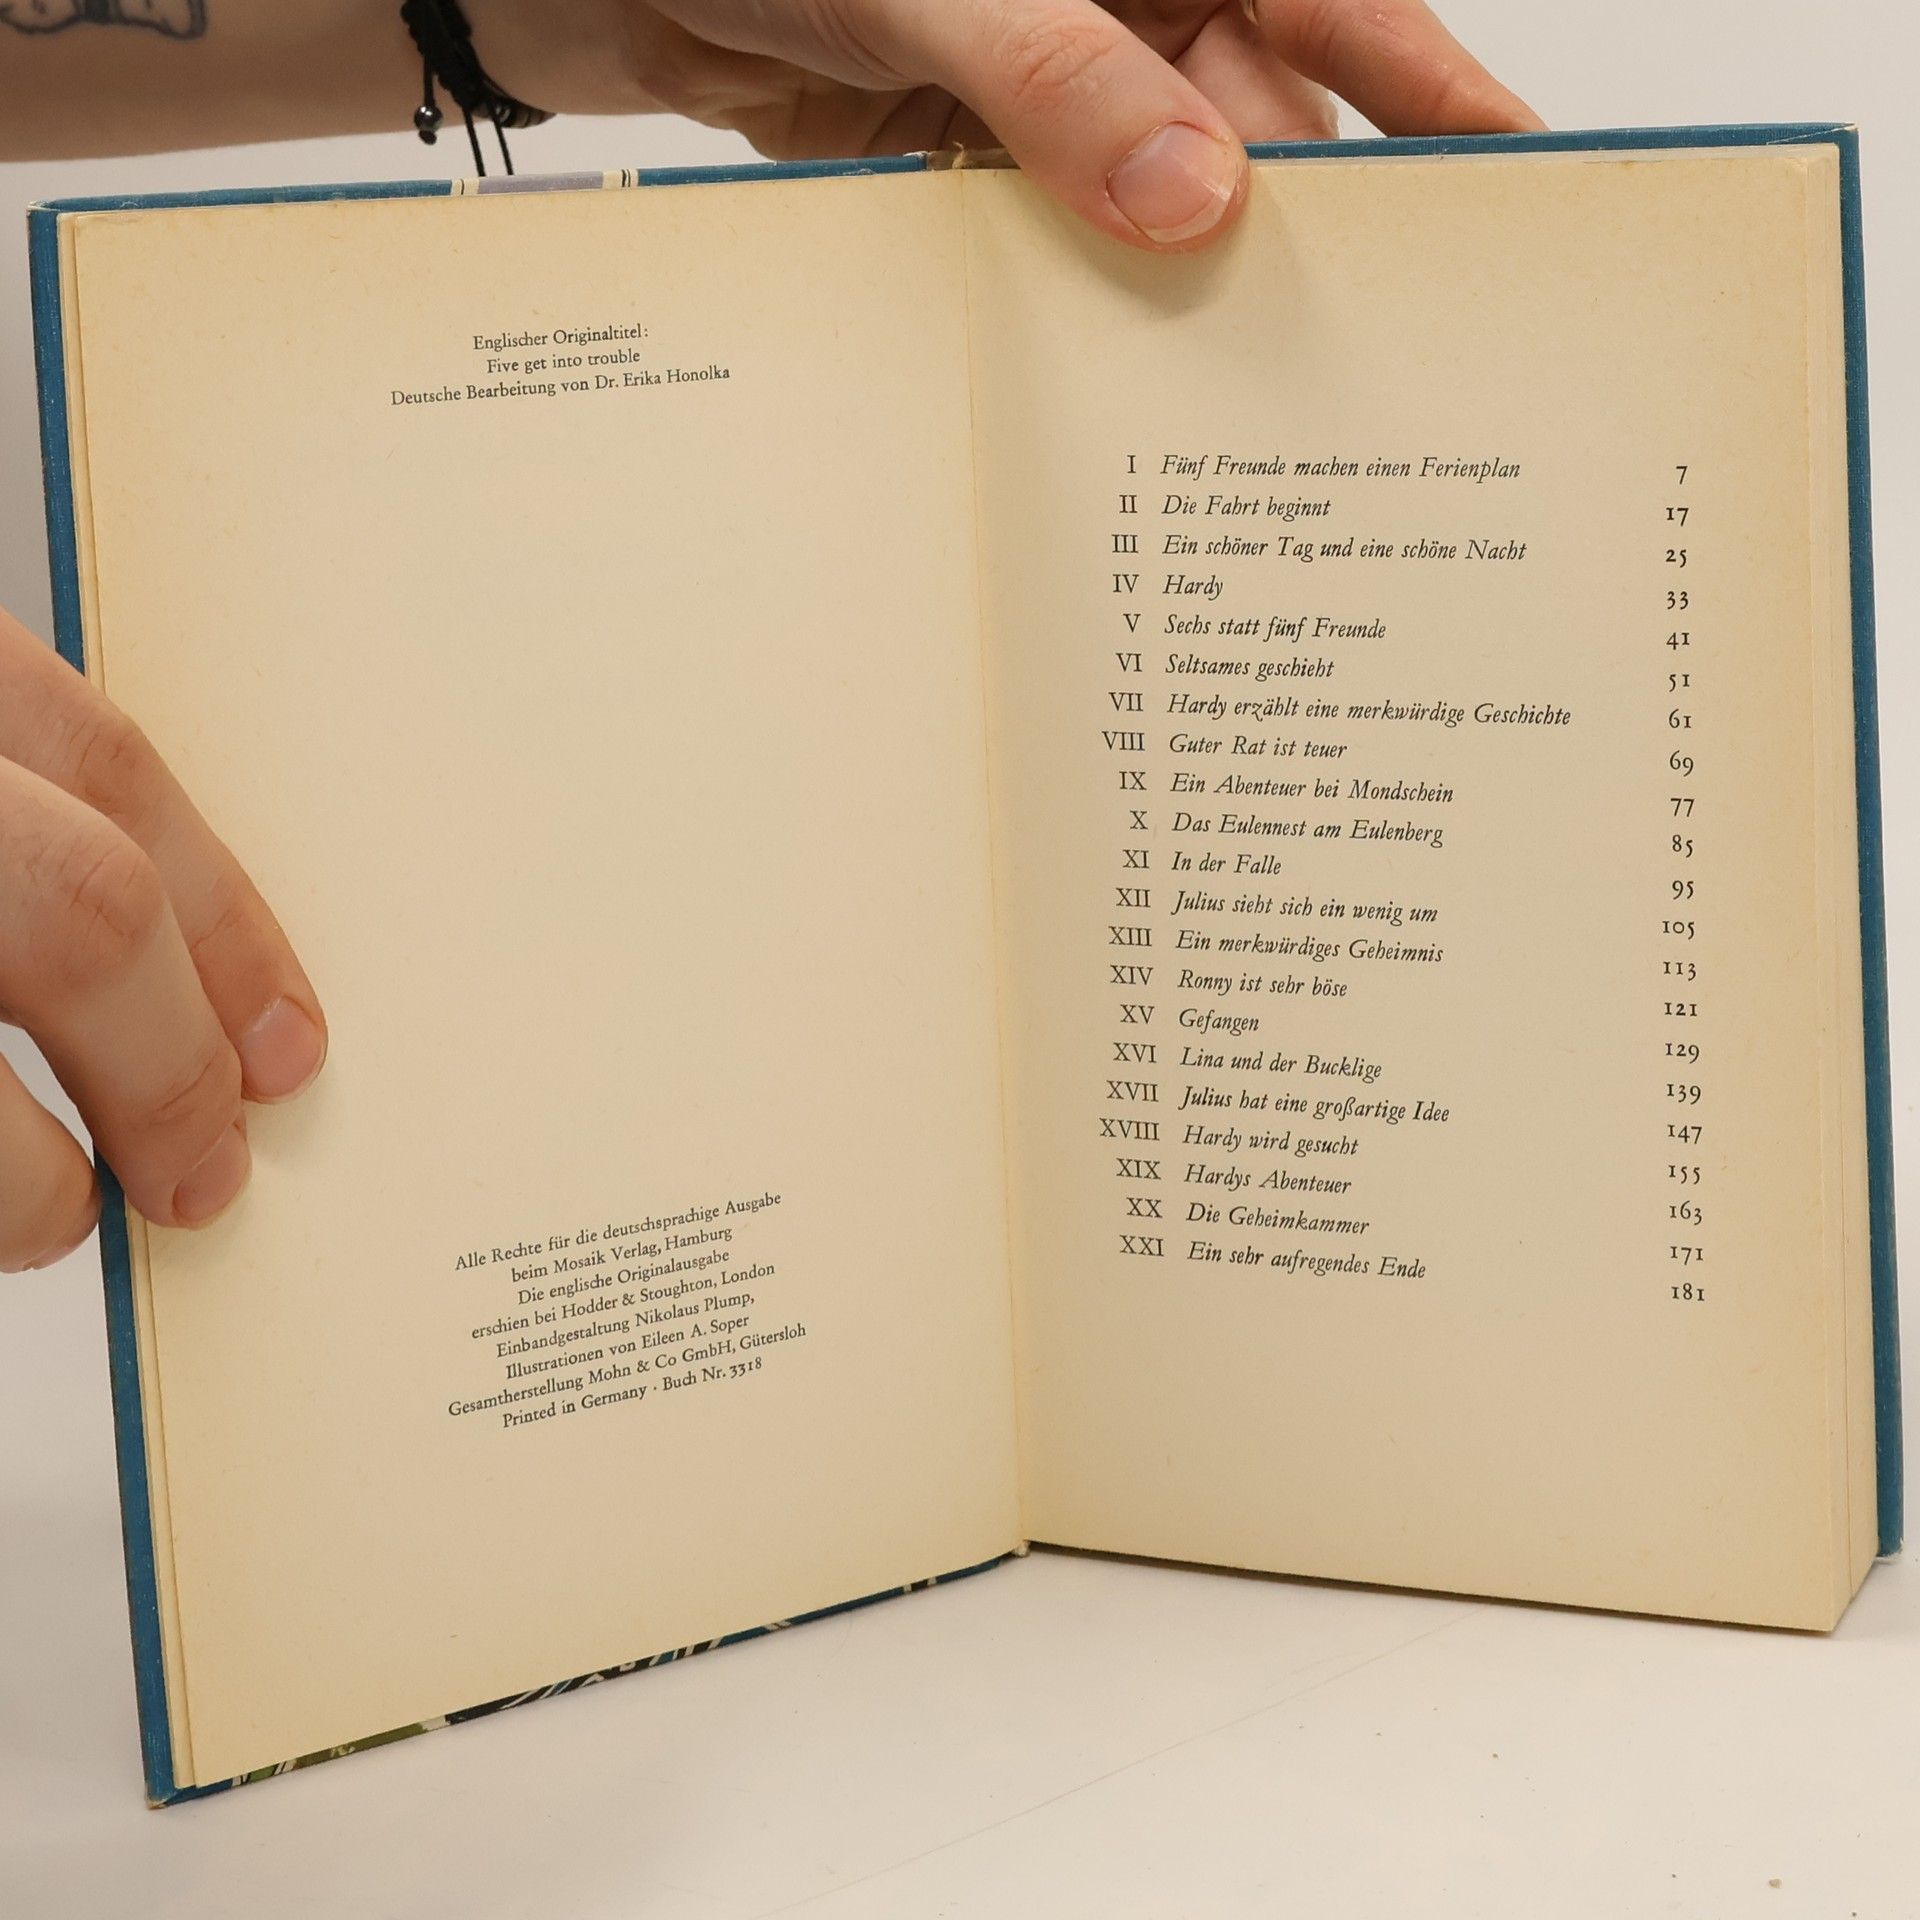 Englischer Originaltitel:
Five get into trouble
Deutsche Bearbeitung von Dr. Erika Honolka
Alle Rechte für die deutschsprachige Ausgabe
beim Mosaik Verlag, Hamburg
Die englische Originalausgabe
erschien bei Hodder & Stoughton, London
Einbandgestaltung Nikolaus Plump,
Illustrationen von Eileen A. Soper
Gesamtherstellung Mohn & Co GmbH, Gütersloh
Printed in Germany · Buch Nr. 3318
I Fünf Freunde machen einen Ferienplan 7
II Die Fahrt beginnt 17
III Ein schöner Tag und eine schöne Nacht 25
IV Hardy 33
V Sechs statt fünf Freunde 41
VI Seltsames geschieht 51
VII Hardy erzählt eine merkwürdige Geschichte 61
VIII Guter Rat ist teuer 69
IX Ein Abenteuer bei Mondschein 77
X Das Eulennest am Eulenberg 85
XI In der Falle 95
XII Julius sieht sich ein wenig um 105
XIII Ein merkwürdiges Geheimnis 113
XIV Ronny ist sehr böse 121
XV Gefangen 129
XVI Lina und der Bucklige 139
XVII Julius hat eine großartige Idee 147
XVIII Hardy wird gesucht 155
XIX Hardys Abenteuer 163
XX Die Geheimkammer 171
XXI Ein sehr aufregendes Ende 181